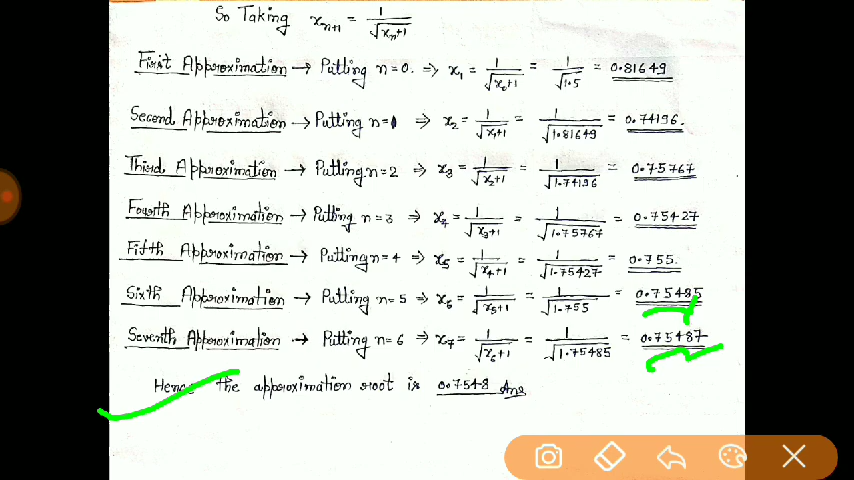 So Taking x_{n+1} = 1/√(x_n+1)
First Approximation → Putting n=0. ⇒ x₁ = 1/√(x₀+1) = 1/√1.5 = 0.81649
Second Approximation → Putting n=1 ⇒ x₂ = 1/√(x₁+1) = 1/√1.81649 = 0.74196.
Third Approximation → Putting n=2 ⇒ x₃ = 1/√(x₂+1) = 1/√1.74196 = 0.75767
Fourth Approximation → Putting n=3 ⇒ x₄ = 1/√(x₃+1) = 1/√1.75767 = 0.75427
Fifth Approximation → Putting n=4 ⇒ x₅ = 1/√(x₄+1) = 1/√1.75427 = 0.755.
Sixth Approximation → Putting n=5 ⇒ x₆ = 1/√(x₅+1) = 1/√1.755 = 0.75485
Seventh Approximation → Putting n=6 ⇒ x₇ = 1/√(x₆+1) = 1/√1.75485 = 0.75487
Hence the approximation root is 0.7548 Ans